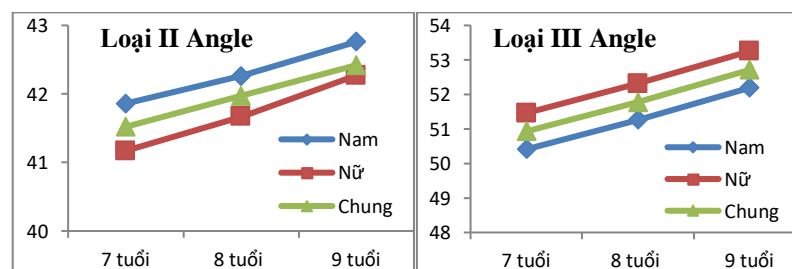 Loại II Angle
43
42
41
40
Nam
Nữ
Chung
7 tuổi 8 tuổi 9 tuổi
Loại III Angle
54
53
52
51
50
49
48
Nam
Nữ
Chung
7 tuổi 8 tuổi 9 tuổi